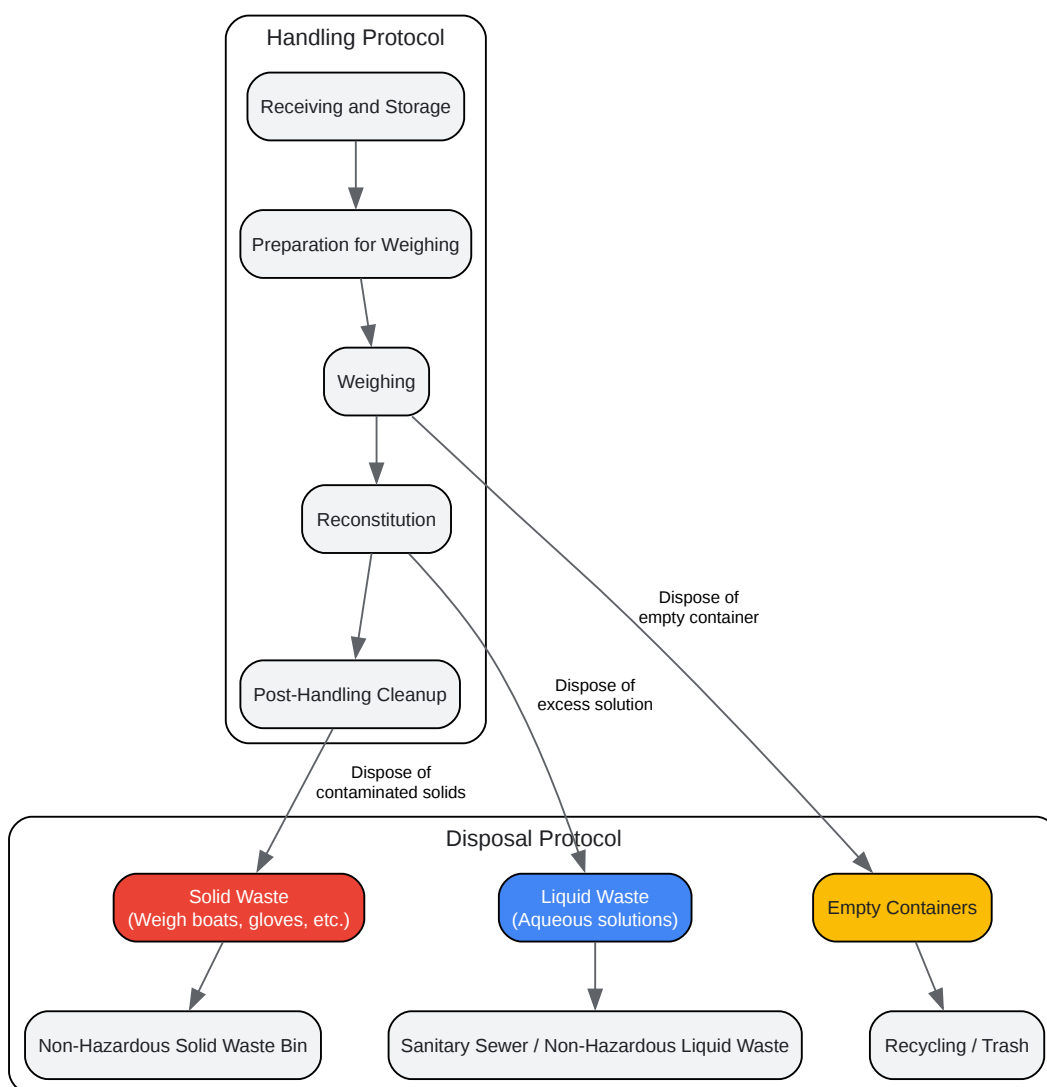 Handling Protocol
Receiving and Storage
Preparation for Weighing
Weighing
Reconstitution
Dispose of
empty container
Dispose of
excess solution
Post-Handling Cleanup
Dispose of
contaminated solids
Disposal Protocol
Solid Waste
(Weigh boats, gloves, etc.)
Liquid Waste
(Aqueous solutions)
Empty Containers
Non-Hazardous Solid Waste Bin
Sanitary Sewer / Non-Hazardous Liquid Waste
Recycling / Trash